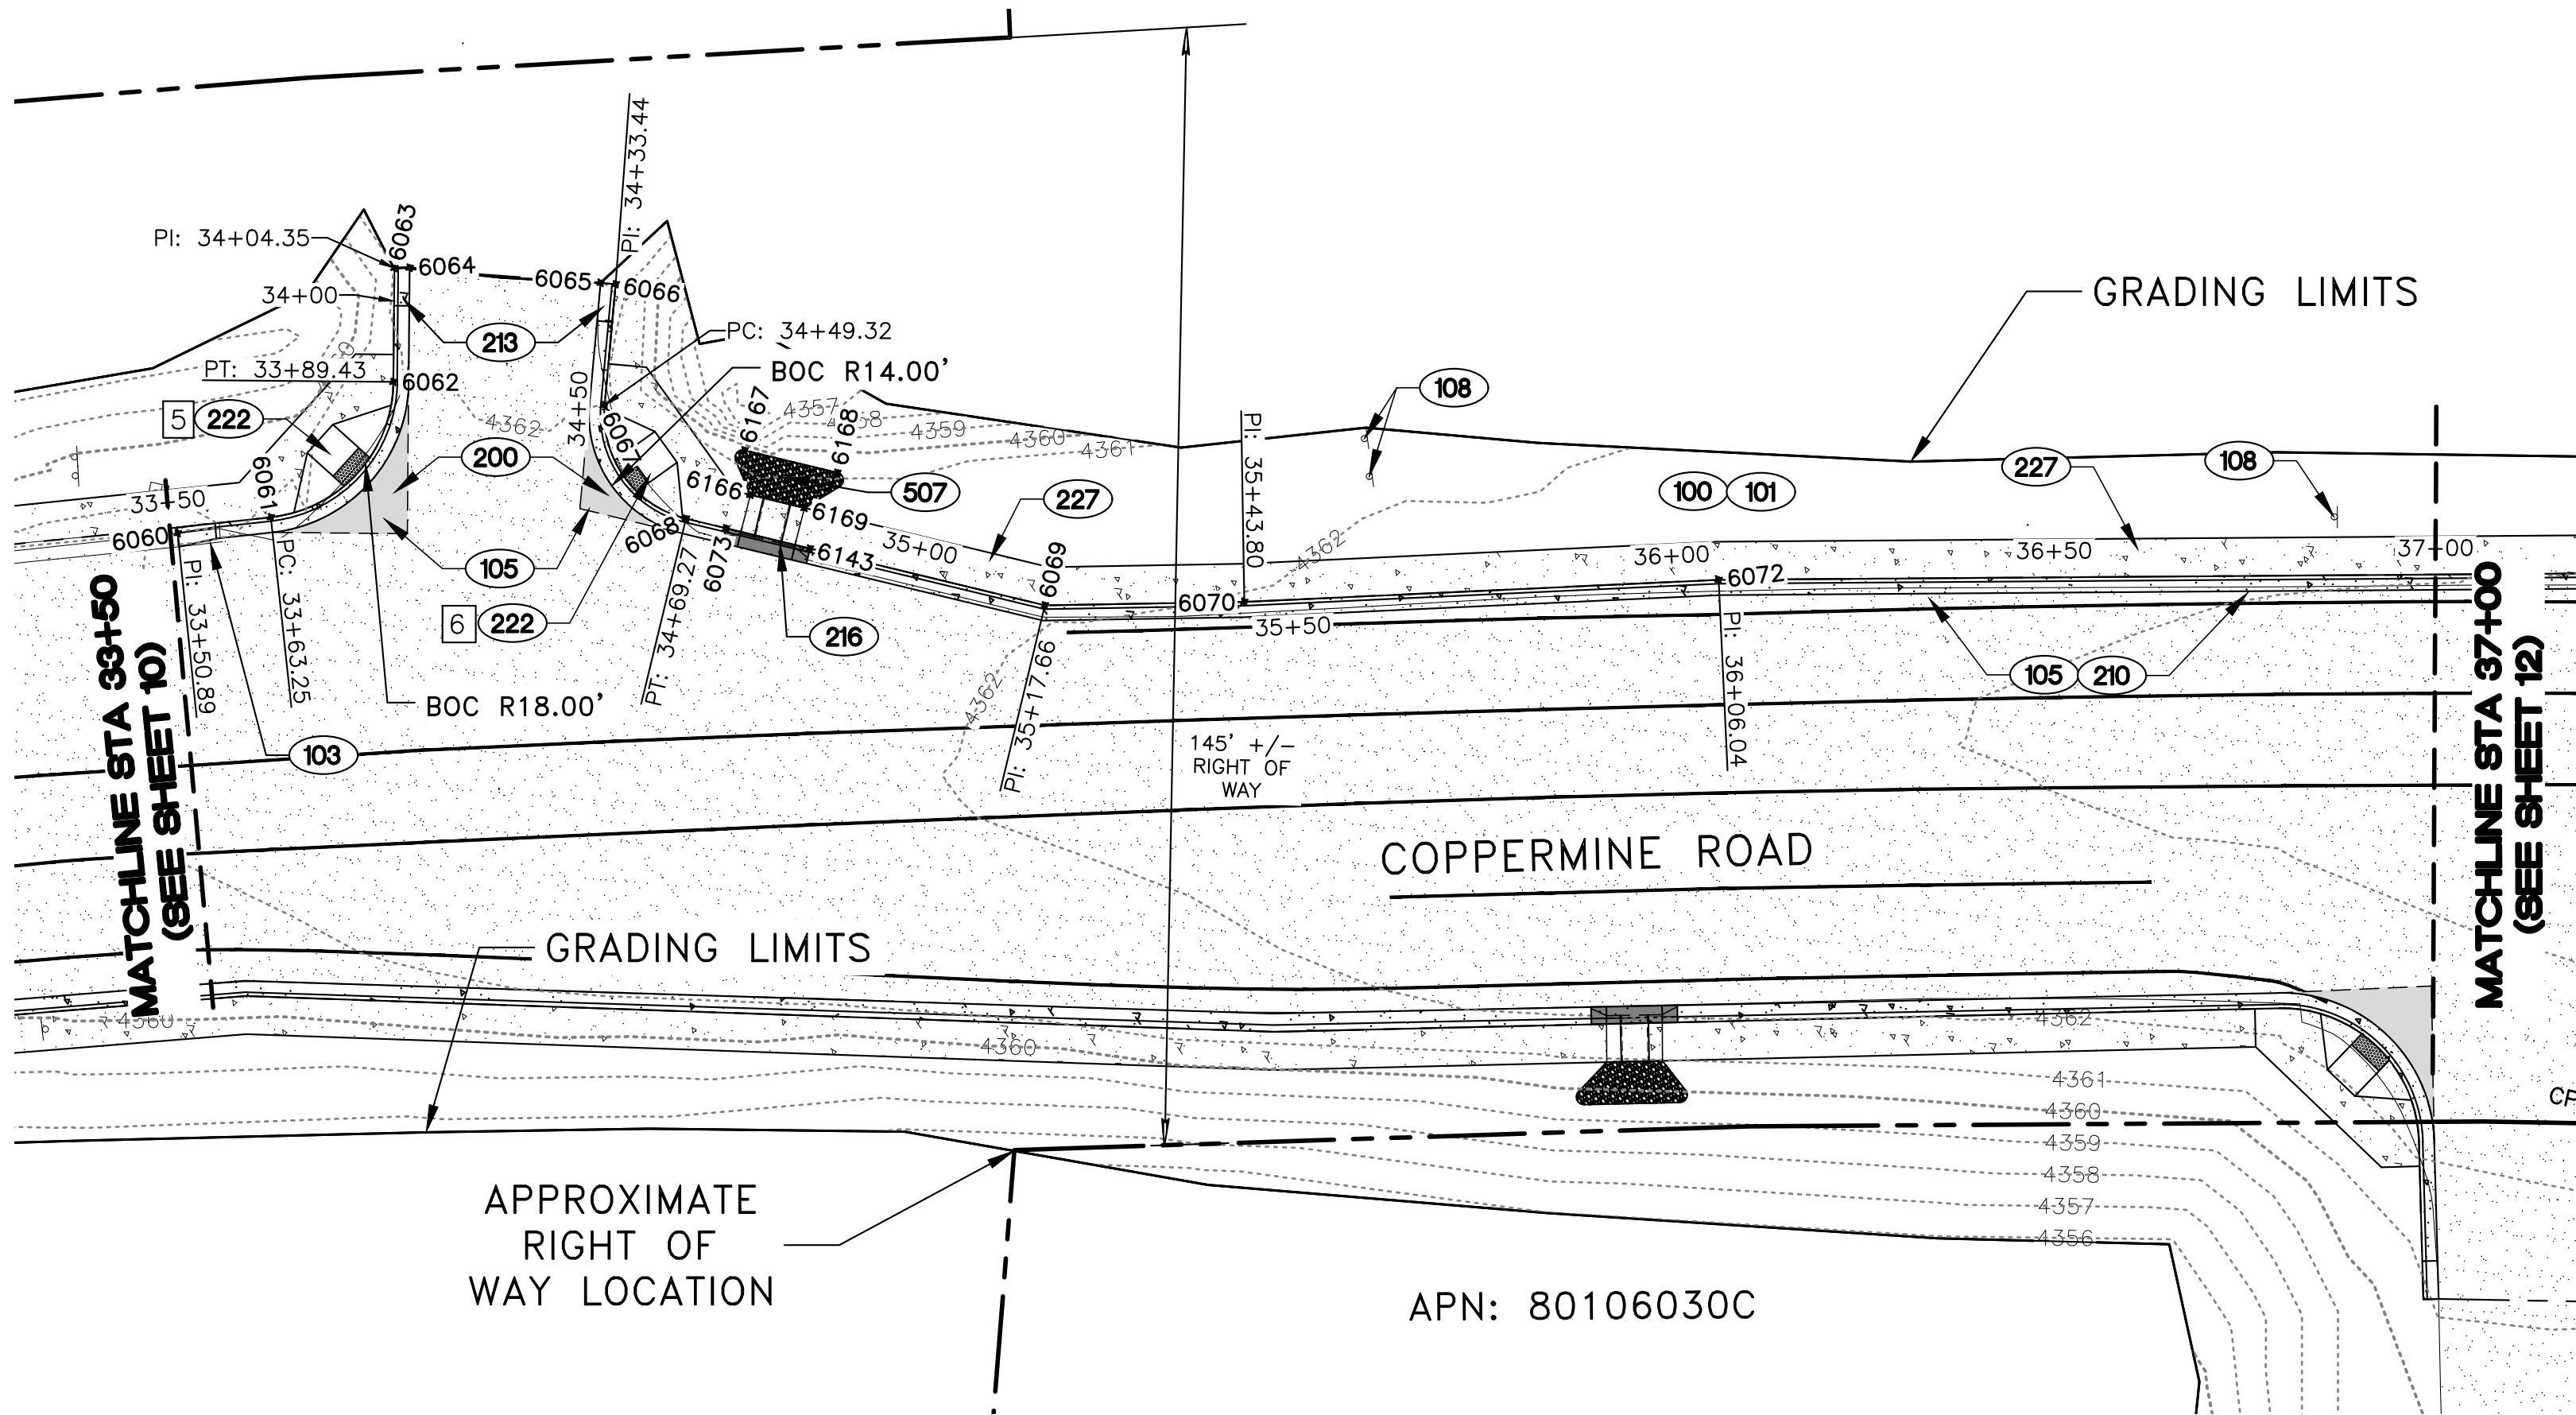 PI: 34+33.44
6063
PI: 34+04.35
6064
6065
6066
34+00
213
PC: 34+49.32
GRADING LIMITS
PT: 33+89.43
6062
BOC R14.00'
108
5
222
34+50
6067
6167
6168
4357
4359
4360
4361
4362
PI: 35+43.80
200
6061
33+50
6166
507
227
100
101
227
108
6060
6068
6169
6143
35+00
4362
36+00
36+50
37+00
105
6073
6069
6070
6072
35+50
6
222
216
105
210
PI: 33+50.89
PC: 33+63.25
PT: 34+69.27
4362
PI: 35+17.66
PI: 36+06.04
MATCHLINE STA 33+50
(SEE SHEET 10)
BOC R18.00'
103
145' +/-
RIGHT OF
WAY
MATCHLINE STA 37+00
(SEE SHEET 12)
COPPERMINE ROAD
GRADING LIMITS
4360
4362
4361
4360
4359
4358
4357
4356
APPROXIMATE
RIGHT OF
WAY LOCATION
APN: 80106030C